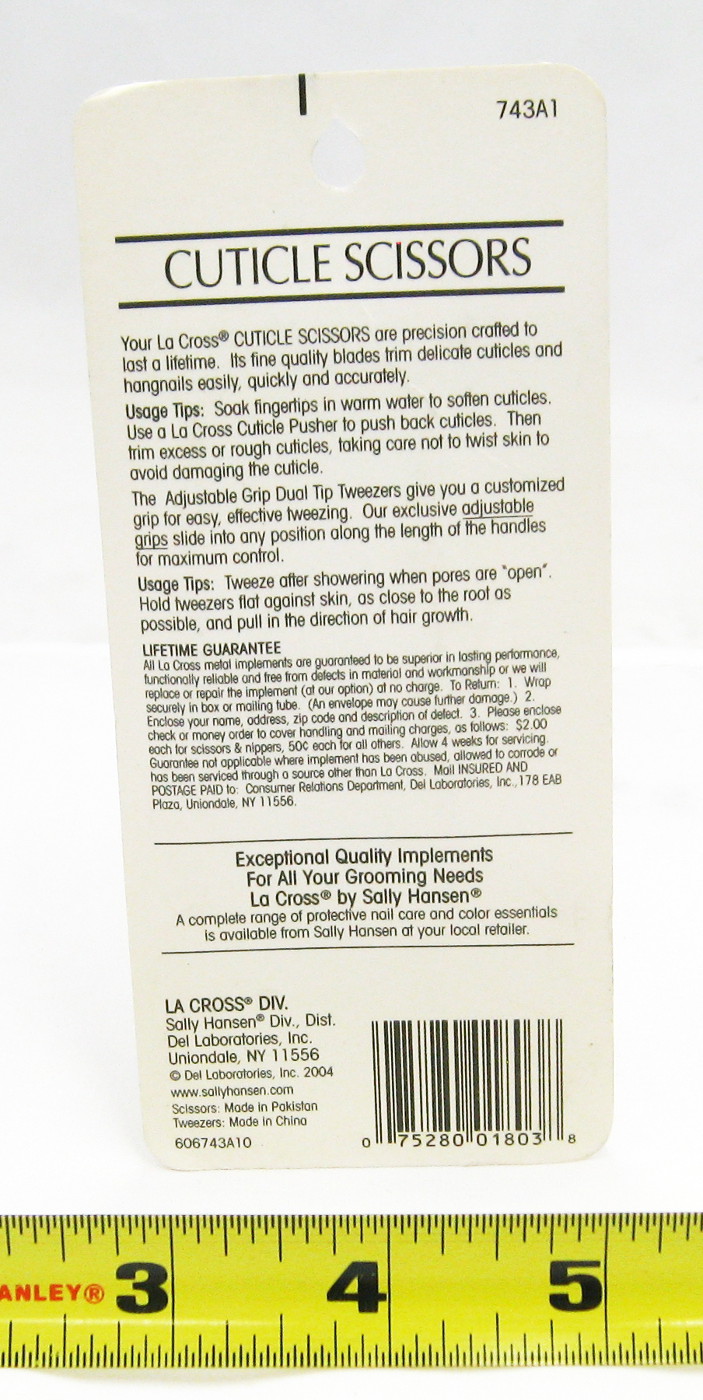 743A1
CUTICLE SCISSORS
Your La Cross® CUTICLE SCISSORS are precision crafted to
last a lifetime. Its fine quality blades trim delicate cuticles and
hangnails easily, quickly and accurately.
Usage Tips: Soak fingertips in warm water to soften cuticles.
Use a La Cross Cuticle Pusher to push back cuticles. Then
trim excess or rough cuticles, taking care not to twist skin to
avoid damaging the cuticle.
The Adjustable Grip Dual Tip Tweezers give you a customized
grip for easy, effective tweezing. Our exclusive adjustable
grips slide into any position along the length of the handles
for maximum control.
Usage Tips: Tweeze after showering when pores are "open".
Hold tweezers flat against skin, as close to the root as
possible, and pull in the direction of hair growth.
LIFETIME GUARANTEE
All La Cross metal implements are guaranteed to be superior in lasting performance,
functionally reliable and free from defects in material and workmanship or we will
replace or repair the implement (at our option) at no charge. To Return: 1. Wrap
securely in box or mailing tube. (An envelope may cause further damage.) 2.
Enclose your name, address, zip code and description of defect. 3. Please enclose
check or money order to cover handling and mailing charges, as follows: $2.00
each for scissors & nippers, 50¢ each for all others. Allow 4 weeks for servicing.
Guarantee not applicable where implement has been abused, allowed to corrode or
has been serviced through a source other than La Cross. Mail INSURED AND
POSTAGE PAID to: Consumer Relations Department, Del Laboratories, Inc., 178 EAB
Plaza, Uniondale, NY 11556.
Exceptional Quality Implements
For All Your Grooming Needs
La Cross® by Sally Hansen®
A complete range of protective nail care and color essentials
is available from Sally Hansen at your local retailer.
LA CROSS® DIV.
Sally Hansen® Div., Dist.
Del Laboratories, Inc.
Uniondale, NY 11556
© Del Laboratories, Inc. 2004
www.sallyhansen.com
Scissors: Made in Pakistan
Tweezers: Made in China
606743A10
0 75280 01803 8
ANLEY® 3 4 5